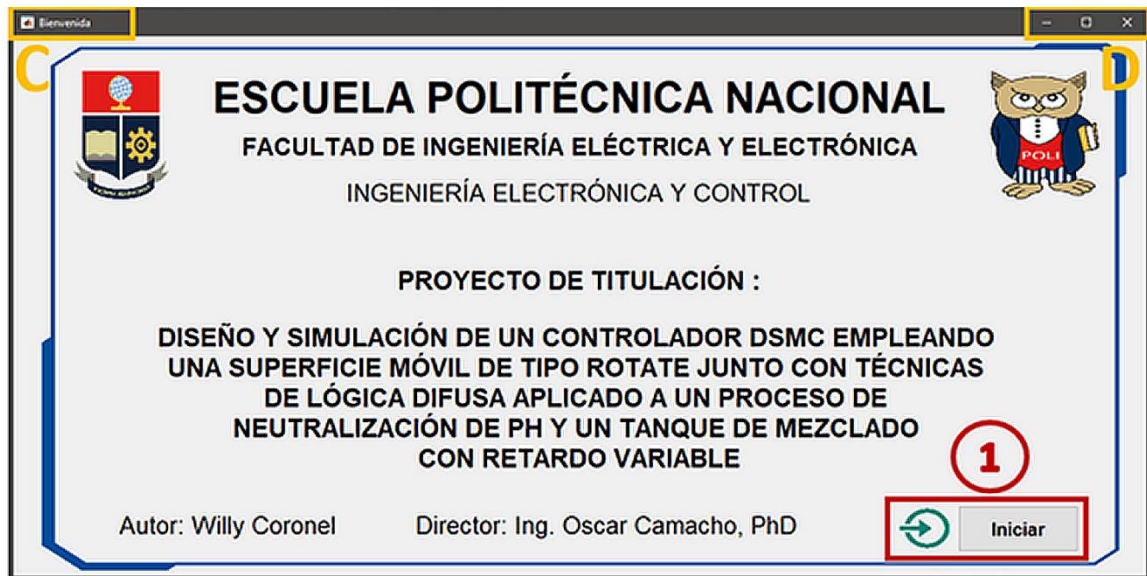 Bienvenida
C
D
ESCUELA POLITÉCNICA NACIONAL
FACULTAD DE INGENIERÍA ELÉCTRICA Y ELECTRÓNICA
INGENIERÍA ELECTRÓNICA Y CONTROL
POLI
PROYECTO DE TITULACIÓN :
DISEÑO Y SIMULACIÓN DE UN CONTROLADOR DSMC EMPLEANDO
UNA SUPERFICIE MÓVIL DE TIPO ROTATE JUNTO CON TÉCNICAS
DE LÓGICA DIFUSA APLICADO A UN PROCESO DE
NEUTRALIZACIÓN DE PH Y UN TANQUE DE MEZCLADO
CON RETARDO VARIABLE
1
Autor: Willy Coronel Director: Ing. Oscar Camacho, PhD
Iniciar